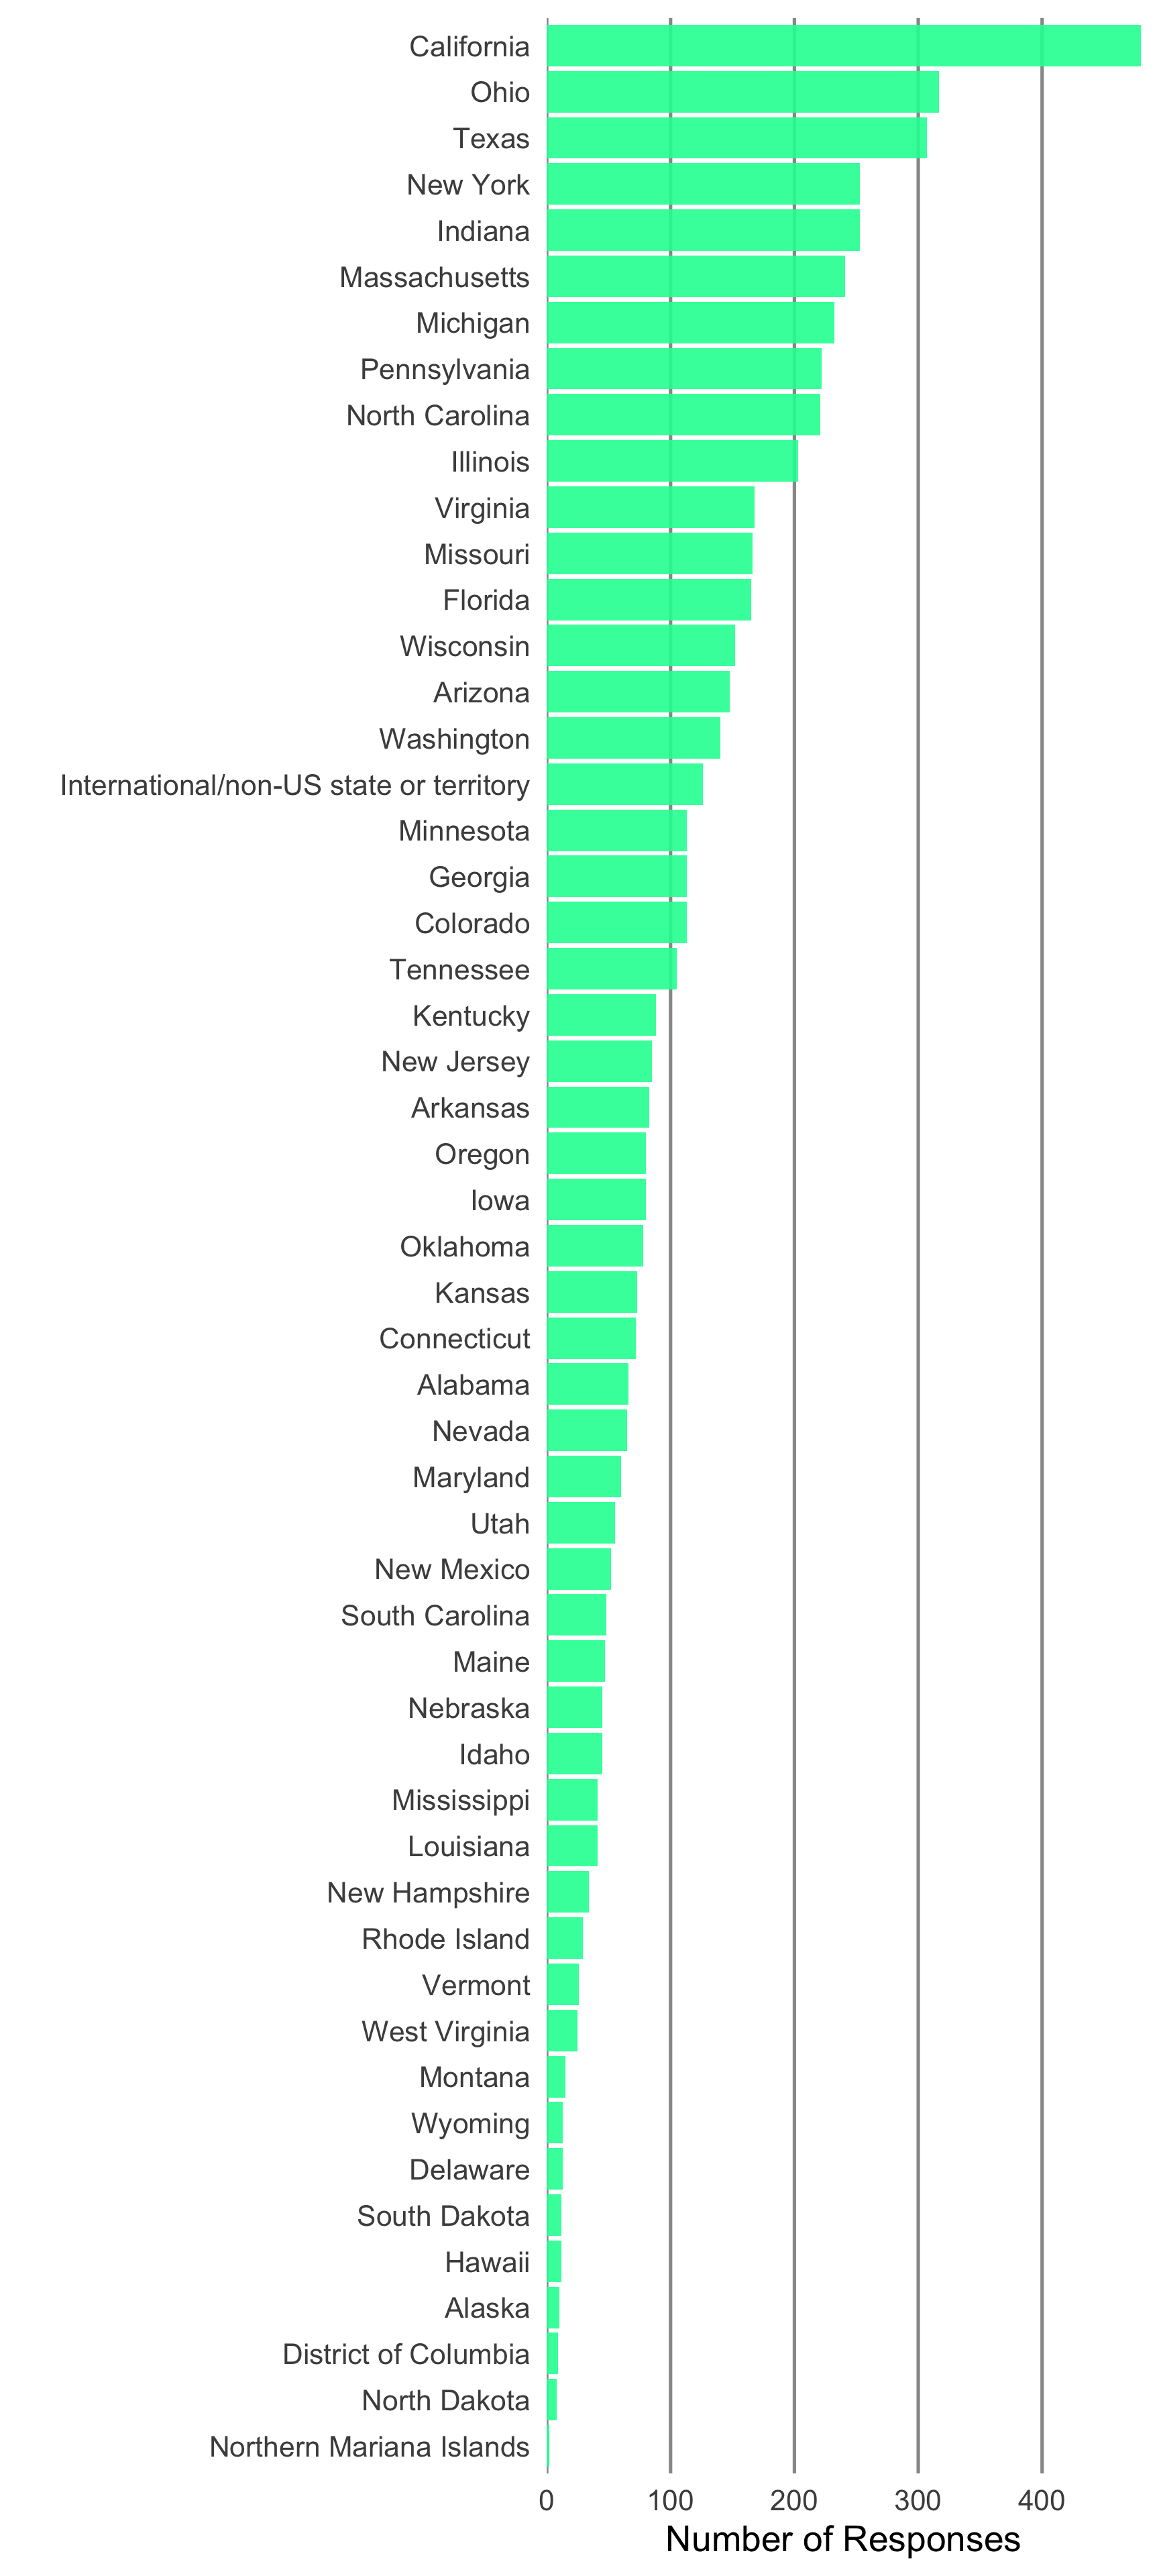 California
Ohio
Texas
New York
Indiana
Massachusetts
Michigan
Pennsylvania
North Carolina
Illinois
Virginia
Missouri
Florida
Wisconsin
Arizona
Washington
International/non-US state or territory
Minnesota
Georgia
Colorado
Tennessee
Kentucky
New Jersey
Arkansas
Oregon
Iowa
Oklahoma
Kansas
Connecticut
Alabama
Nevada
Maryland
Utah
New Mexico
South Carolina
Maine
Nebraska
Idaho
Mississippi
Louisiana
New Hampshire
Rhode Island
Vermont
West Virginia
Montana
Wyoming
Delaware
South Dakota
Hawaii
Alaska
District of Columbia
North Dakota
Northern Mariana Islands
0 100 200 300 400
Number of Responses